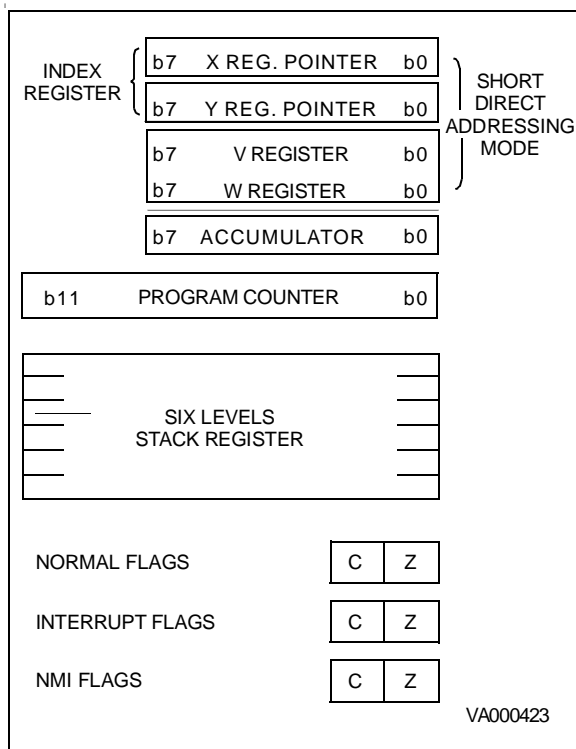 INDEX
REGISTER
b7 X REG. POINTER b0
b7 Y REG. POINTER b0
b7 V REGISTER b0
b7 W REGISTER b0
SHORT
DIRECT
ADDRESSING
MODE
b7 ACCUMULATOR b0
b11 PROGRAM COUNTER b0
SIX LEVELS
STACK REGISTER
NORMAL FLAGS C Z
INTERRUPT FLAGS C Z
NMI FLAGS C Z
VA000423